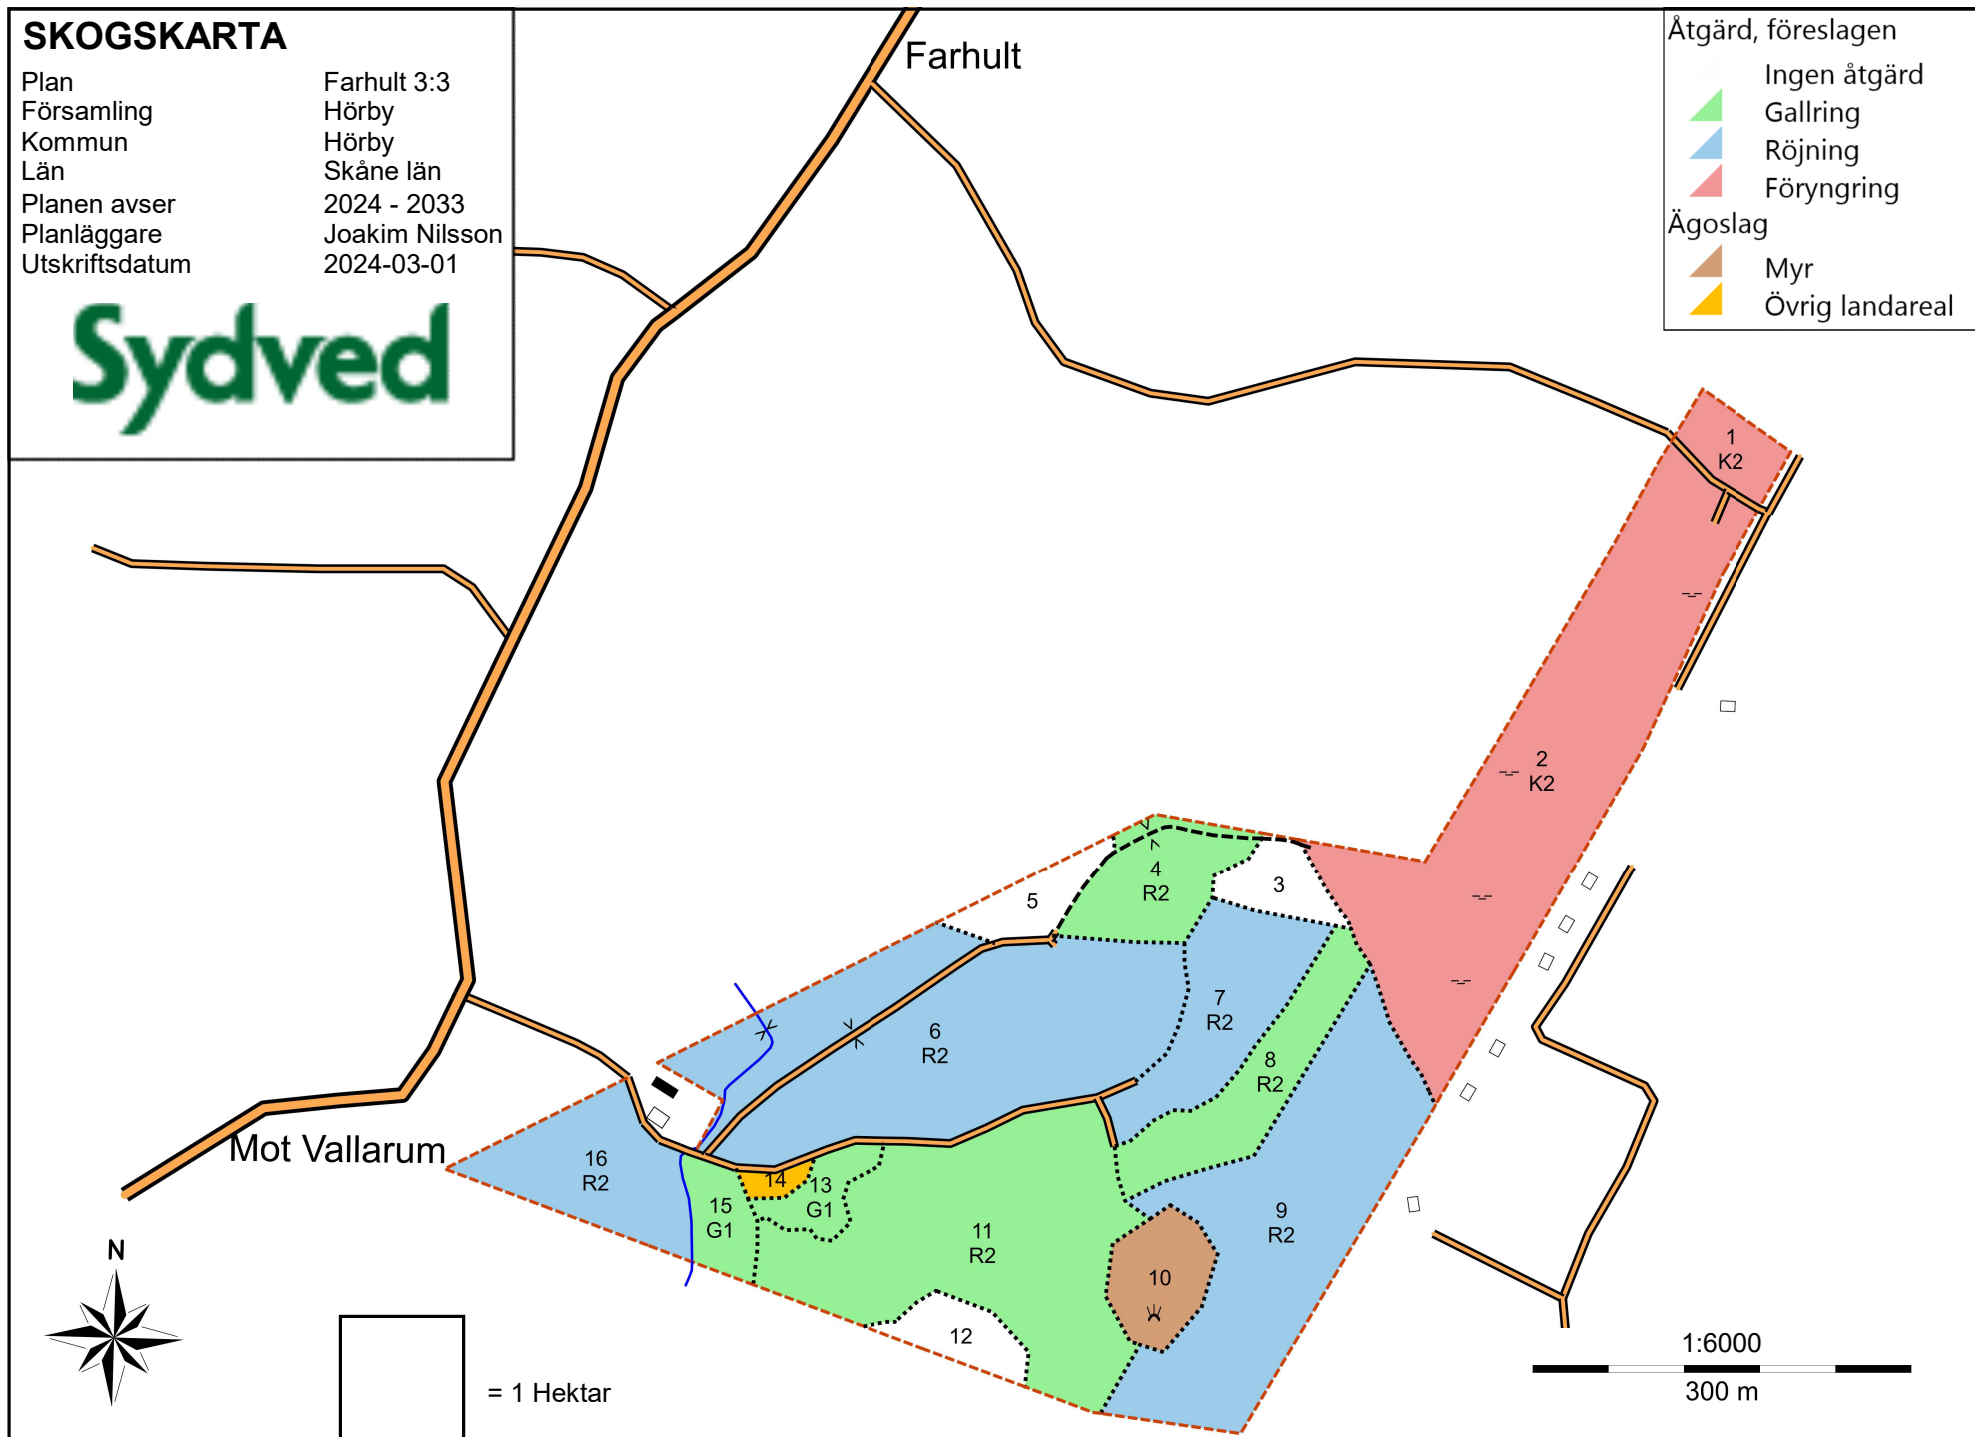 SKOGSKARTA
Plan Farhult 3:3
Församling Hörby
Kommun Hörby
Län Skåne län
Planen avser 2024 - 2033
Planläggare Joakim Nilsson
Utskriftsdatum 2024-03-01
Sydved
Farhult
Åtgärd, föreslagen
Ingen åtgärd
Gallring
Röjning
Föryngring
Ägoslag
Myr
Övrig landareal
1
K2
2
K2
3
4
R2
5
6
R2
7
R2
8
R2
9
R2
10
11
R2
12
13
G1
14
15
G1
16
R2
Mot Vallarum
N
= 1 Hektar
1:6000
300 m